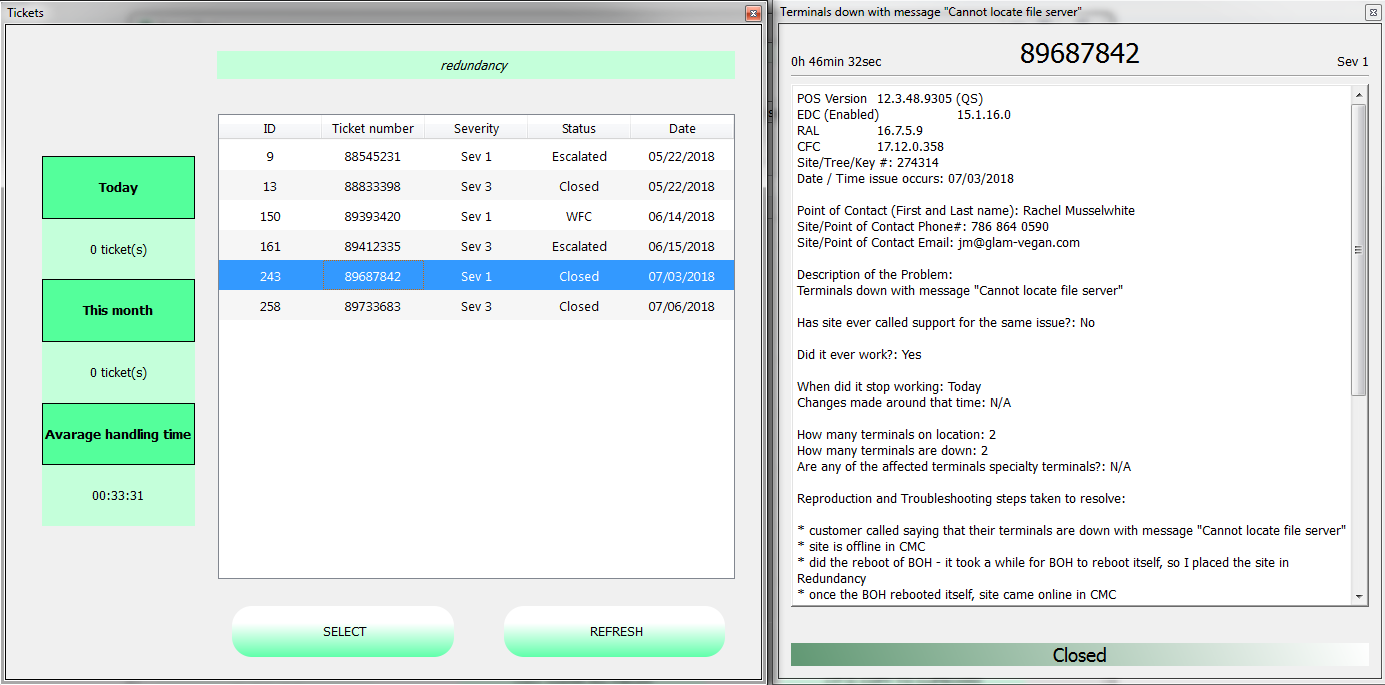 Tickets
redundancy
ID Ticket number Severity Status Date
9 88545231 Sev 1 Escalated 05/22/2018
13 88833398 Sev 3 Closed 05/22/2018
150 89393420 Sev 1 WFC 06/14/2018
161 89412335 Sev 3 Escalated 06/15/2018
243 89687842 Sev 1 Closed 07/03/2018
258 89733683 Sev 3 Closed 07/06/2018
Today
0 ticket(s)
This month
0 ticket(s)
Avarage handling time
00:33:31
SELECT REFRESH
Terminals down with message "Cannot locate file server"
0h 46min 32sec 89687842 Sev 1
POS Version 12.3.48.9305 (QS)
EDC (Enabled) 15.1.16.0
RAL 16.7.5.9
CFC 17.12.0.358
Site/Tree/Key #: 274314
Date / Time issue occurs: 07/03/2018
Point of Contact (First and Last name): Rachel Musselwhite
Site/Point of Contact Phone#: 786 864 0590
Site/Point of Contact Email: jm@glam-vegan.com
Description of the Problem:
Terminals down with message "Cannot locate file server"
Has site ever called support for the same issue?: No
Did it ever work?: Yes
When did it stop working: Today
Changes made around that time: N/A
How many terminals on location: 2
How many terminals are down: 2
Are any of the affected terminals specialty terminals?: N/A
Reproduction and Troubleshooting steps taken to resolve:
* customer called saying that their terminals are down with message "Cannot locate file server"
* site is offline in CMC
* did the reboot of BOH - it took a while for BOH to reboot itself, so I placed the site in
Redundancy
* once the BOH rebooted itself, site came online in CMC
Closed